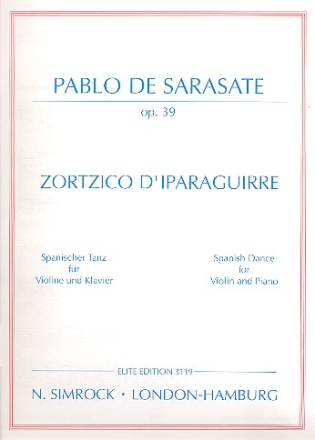 PABLO DE SARASATE
op. 39
ZORTZICO D'IPARAGUIRRE
Spanischer Tanz
für
Violine und Klavier
Spanish Dance
for
Violin and Piano
ELITE EDITION 3119
N. SIMROCK • LONDON-HAMBURG